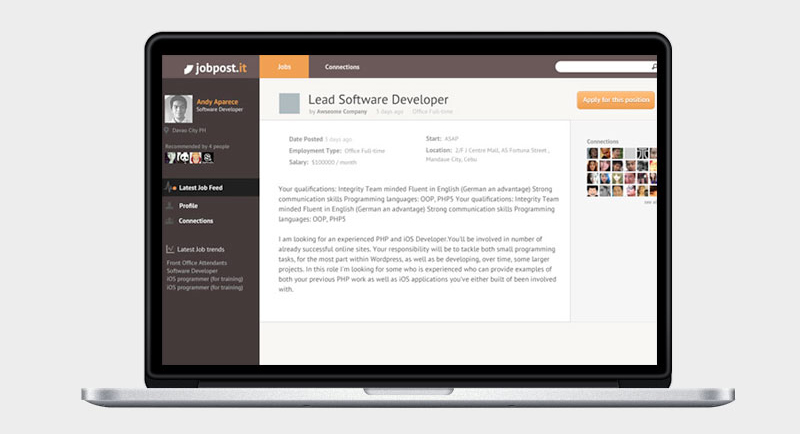 jobpost.it
Jobs
Connections
Andy Aparece
Software Developer
Davao City PH
Recommended by 4 people
Latest Job Feed
Profile
Connections
Latest Job trends
Front Office Attendants
Software Developer
iOS programmer (for training)
iOS programmer (for training)
Lead Software Developer
by Awesome Company 5 days ago Office Full-time
Apply for this position
Date Posted 5 days ago
Employment Type: Office Full-time
Salary: $100000 / month
Start: ASAP
Location: 2/F J Centre Mall, AS Fortuna Street ,
Mandaue City, Cebu
Your qualifications: Integrity Team minded Fluent in English (German an advantage) Strong
communication skills Programming languages: OOP, PHP5 Your qualifications: Integrity Team
minded Fluent in English (German an advantage) Strong communication skills Programming
languages: OOP, PHP5
I am looking for an experienced PHP and iOS Developer.You'll be involved in number of
already successful online sites. Your responsibility will be to tackle both small programming
tasks, for the most part within Wordpress, as well as be developing, over time, some larger
projects. In this role I'm looking for some who is experienced who can provide examples of
both your previous PHP work as well as iOS applications you've either built of been involved
with.
Connections
see al